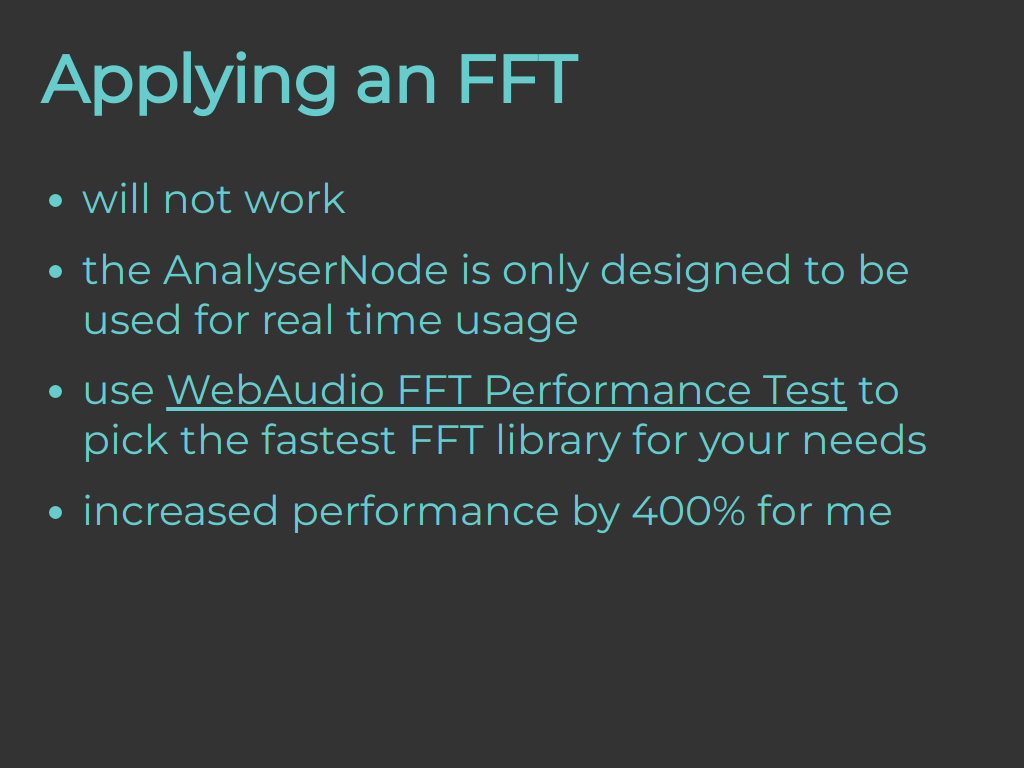 Applying an FFT
• will not work
• the AnalyserNode is only designed to be
used for real time usage
• use WebAudio FFT Performance Test to
pick the fastest FFT library for your needs
• increased performance by 400% for me